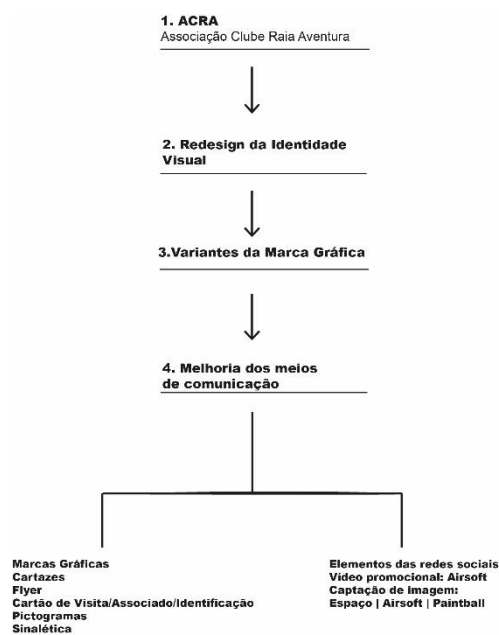 1. ACRA
Associação Clube Raia Aventura
2. Redesign da Identidade
Visual
3.Variantes da Marca Gráfica
4. Melhoria dos meios
de comunicação
Marcas Gráficas
Cartazes
Flyer
Cartão de Visita/Associado/Identificação
Pictogramas
Sinalética
Elementos das redes sociais
Vídeo promocional: Airsoft
Captação de imagem:
Espaço | Airsoft | Paintball